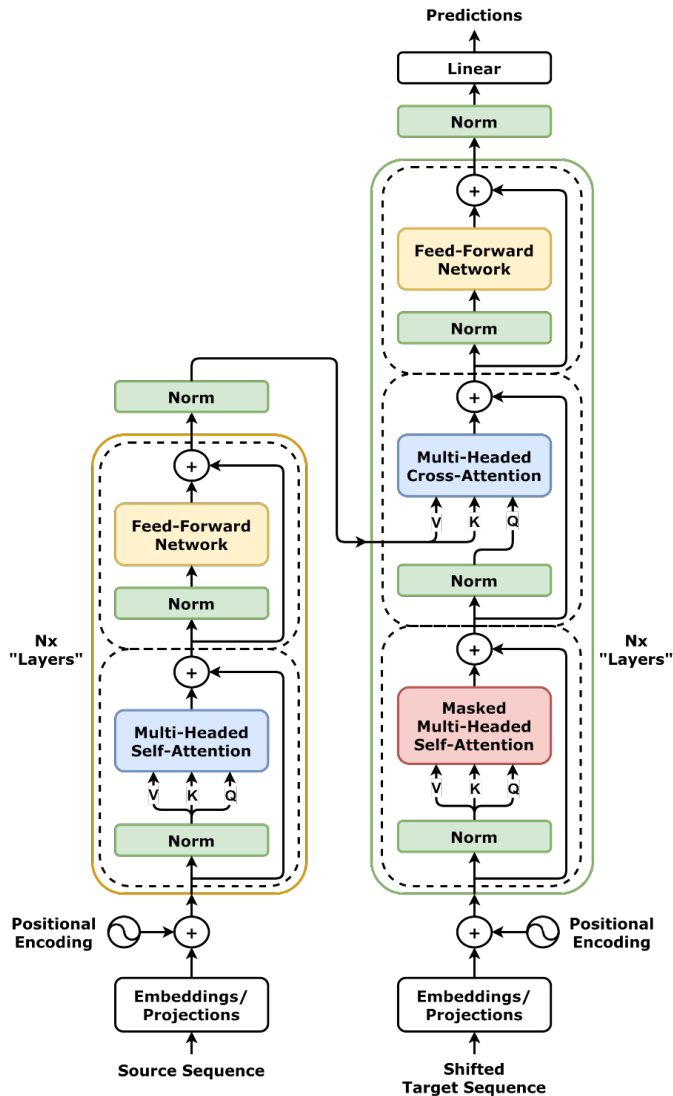 Predictions
Linear
Norm
+
Feed-Forward
Network
Norm
+
Multi-Headed
Cross-Attention
V K Q
Norm
+
Masked
Multi-Headed
Self-Attention
V K Q
Norm
Nx
"Layers"
+
Positional
Encoding
Embeddings/
Projections
Shifted
Target Sequence
Norm
+
Feed-Forward
Network
Norm
Nx
"Layers"
+
Multi-Headed
Self-Attention
V K Q
Norm
Positional
Encoding
+
Embeddings/
Projections
Source Sequence